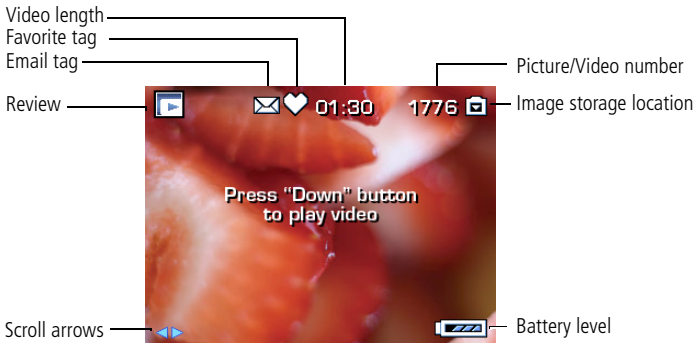 Video length
Favorite tag
Email tag
Picture/Video number
Review
01:30
1776
Image storage location
Press “Down” button
to play video
Scroll arrows
Battery level